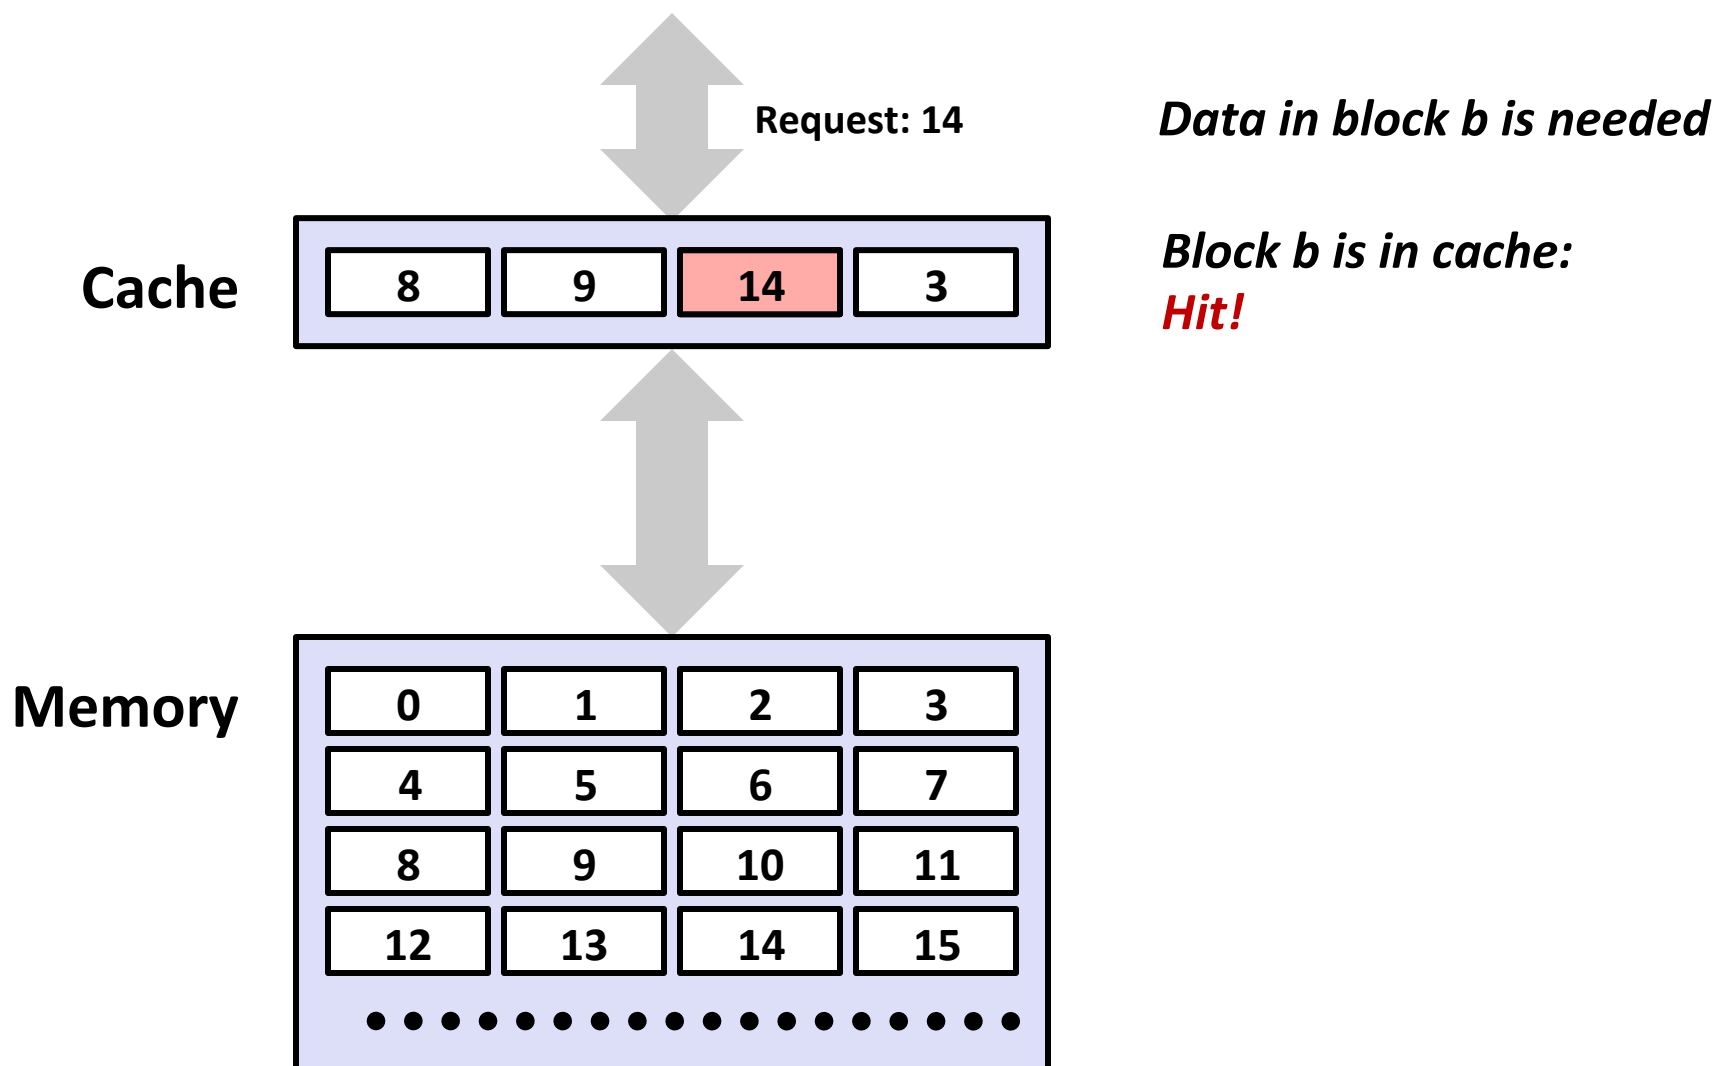 Request: 14
Data in block b is needed
Cache
8 9 14 3
Block b is in cache:
Hit!
Memory
0 1 2 3
4 5 6 7
8 9 10 11
12 13 14 15